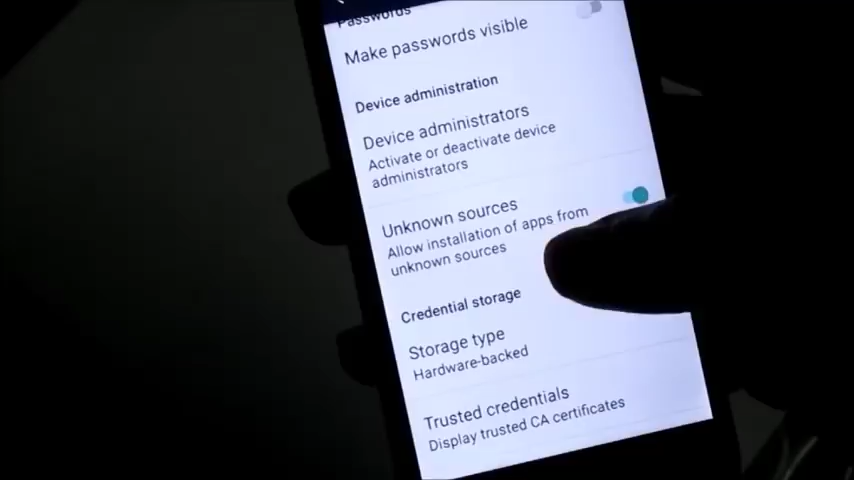 Passwords
Make passwords visible
Device administration
Device administrators
Activate or deactivate device
administrators
Unknown sources
Allow installation of apps from
unknown sources
Credential storage
Storage type
Hardware-backed
Trusted credentials
Display trusted CA certificates